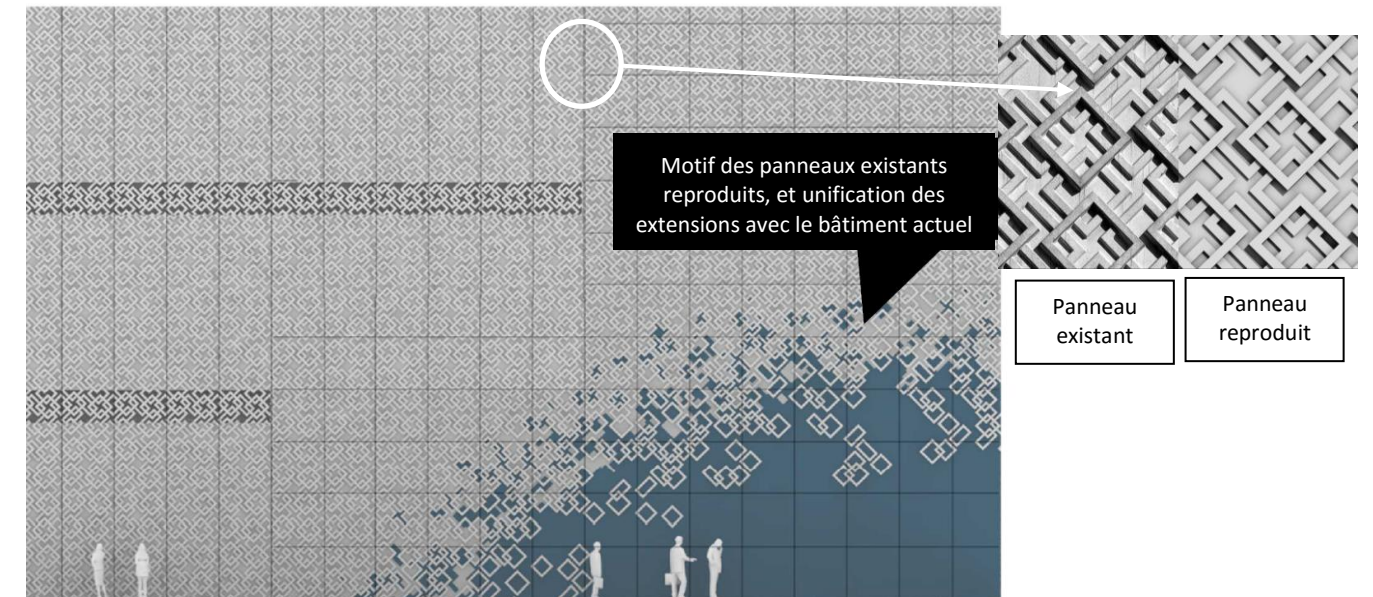 Motif des panneaux existants
reproduits, et unification des
extensions avec le bâtiment actuel
Panneau
existant
Panneau
reproduit